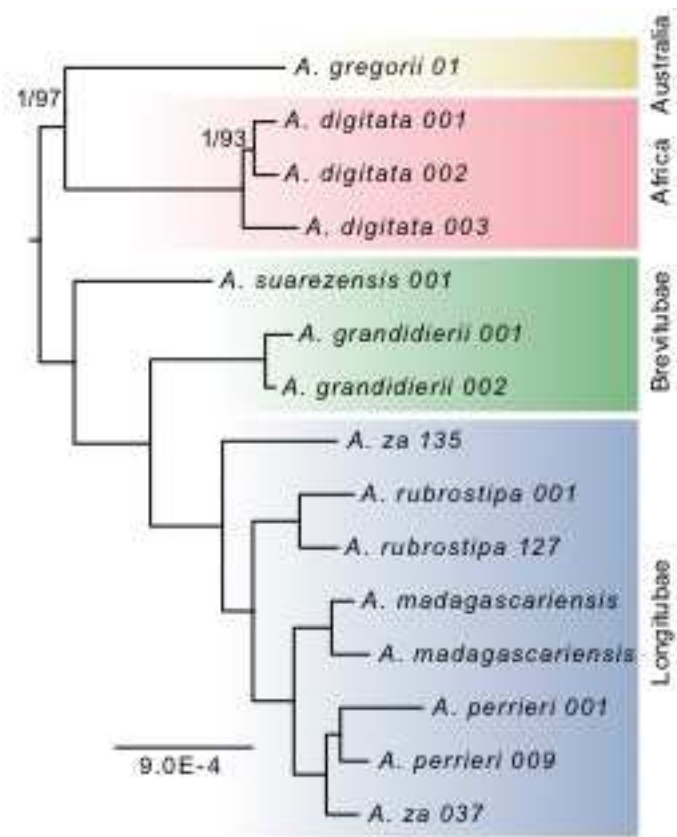 A. gregorii 01
Australia
1/97
A. digitata 001
1/93
A. digitata 002
Africa
A. digitata 003
A. suarezensis 001
A. grandidierii 001
Brevitubae
A. grandidierii 002
A. za 135
A. rubrostipa 001
A. rubrostipa 127
A. madagascariensis
Longitubae
A. madagascariensis
A. perrieri 001
A. perrieri 009
9.0E-4
A. za 037